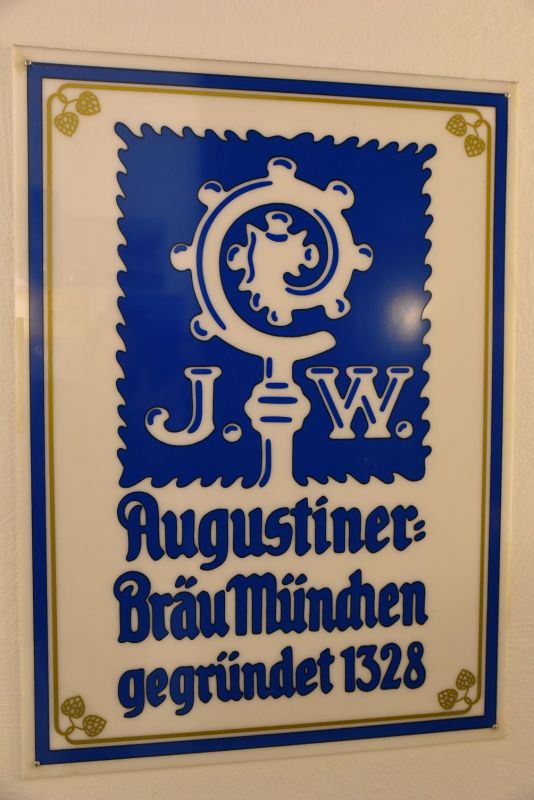 J. W.
Augustiner=
Bräu München
gegründet 1328